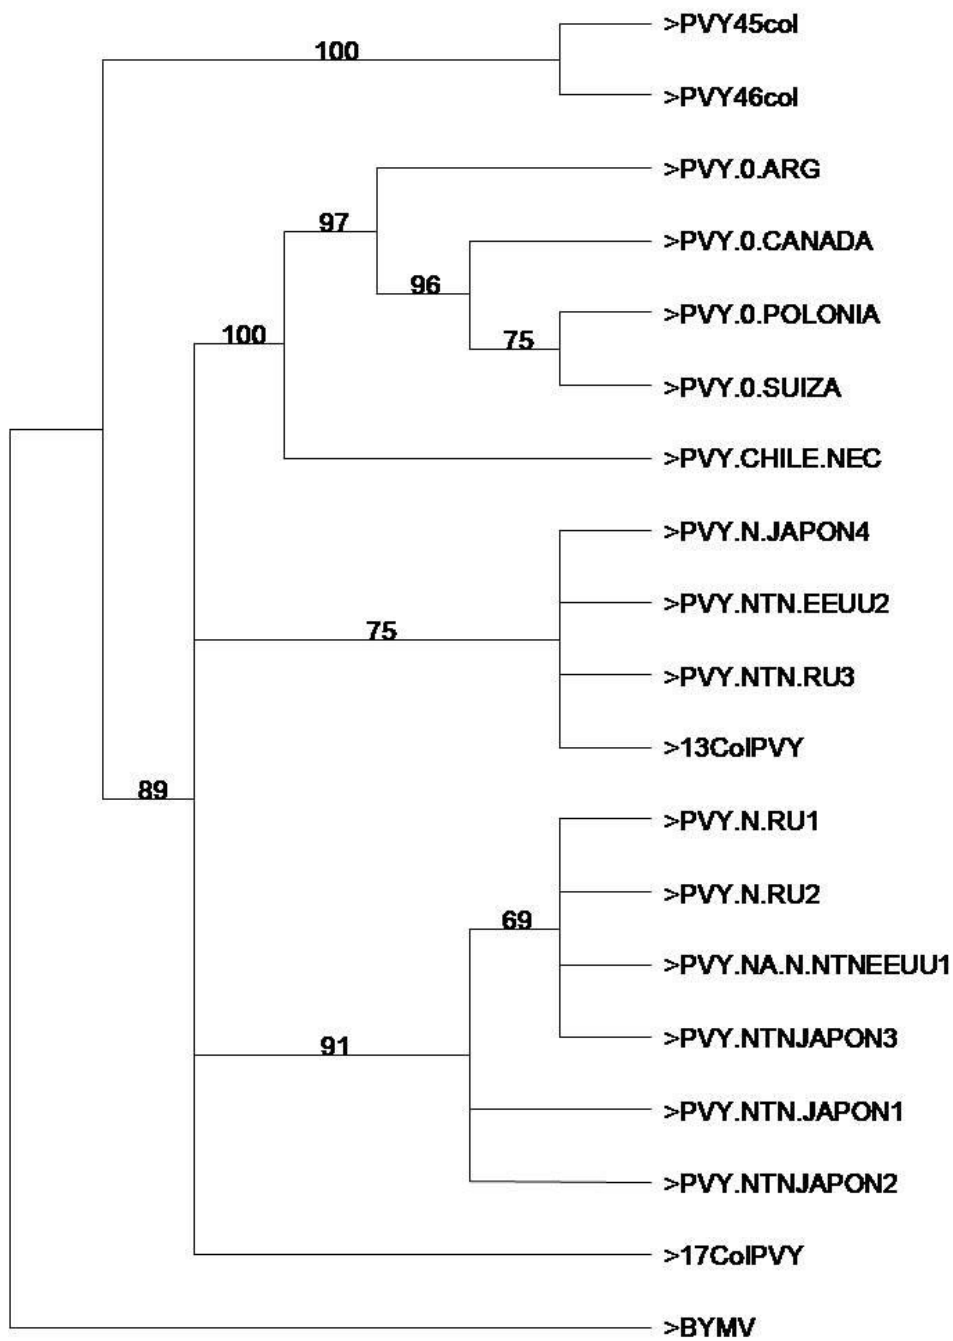 >PVY45col
100
>PVY46col
>PVY.0.ARG
97
>PVY.0.CANADA
96
>PVY.0.POLONIA
100
75
>PVY.0.SUIZA
>PVY.CHILE.NEC
>PVY.N.JAPON4
>PVY.NTN.EEUU2
75
>PVY.NTN.RU3
>13ColPVY
89
>PVY.N.RU1
>PVY.N.RU2
69
>PVY.NA.N.NTNEEUU1
>PVY.NTNJAPON3
91
>PVY.NTN.JAPON1
>PVY.NTNJAPON2
>17ColPVY
>BYMV